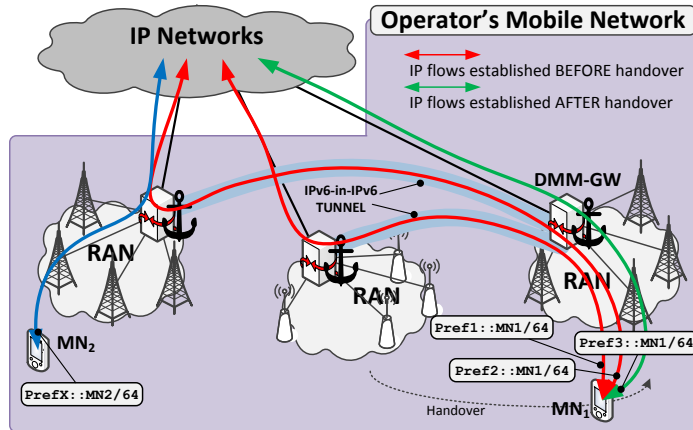 Operator's Mobile Network
IP Networks
IP flows established BEFORE handover
IP flows established AFTER handover
IPv6-in-IPv6
TUNNEL
DMM-GW
RAN
RAN
RAN
MN2
PrefX::MN2/64
Pref1::MN1/64
Pref3::MN1/64
Pref2::MN1/64
Handover
MN1